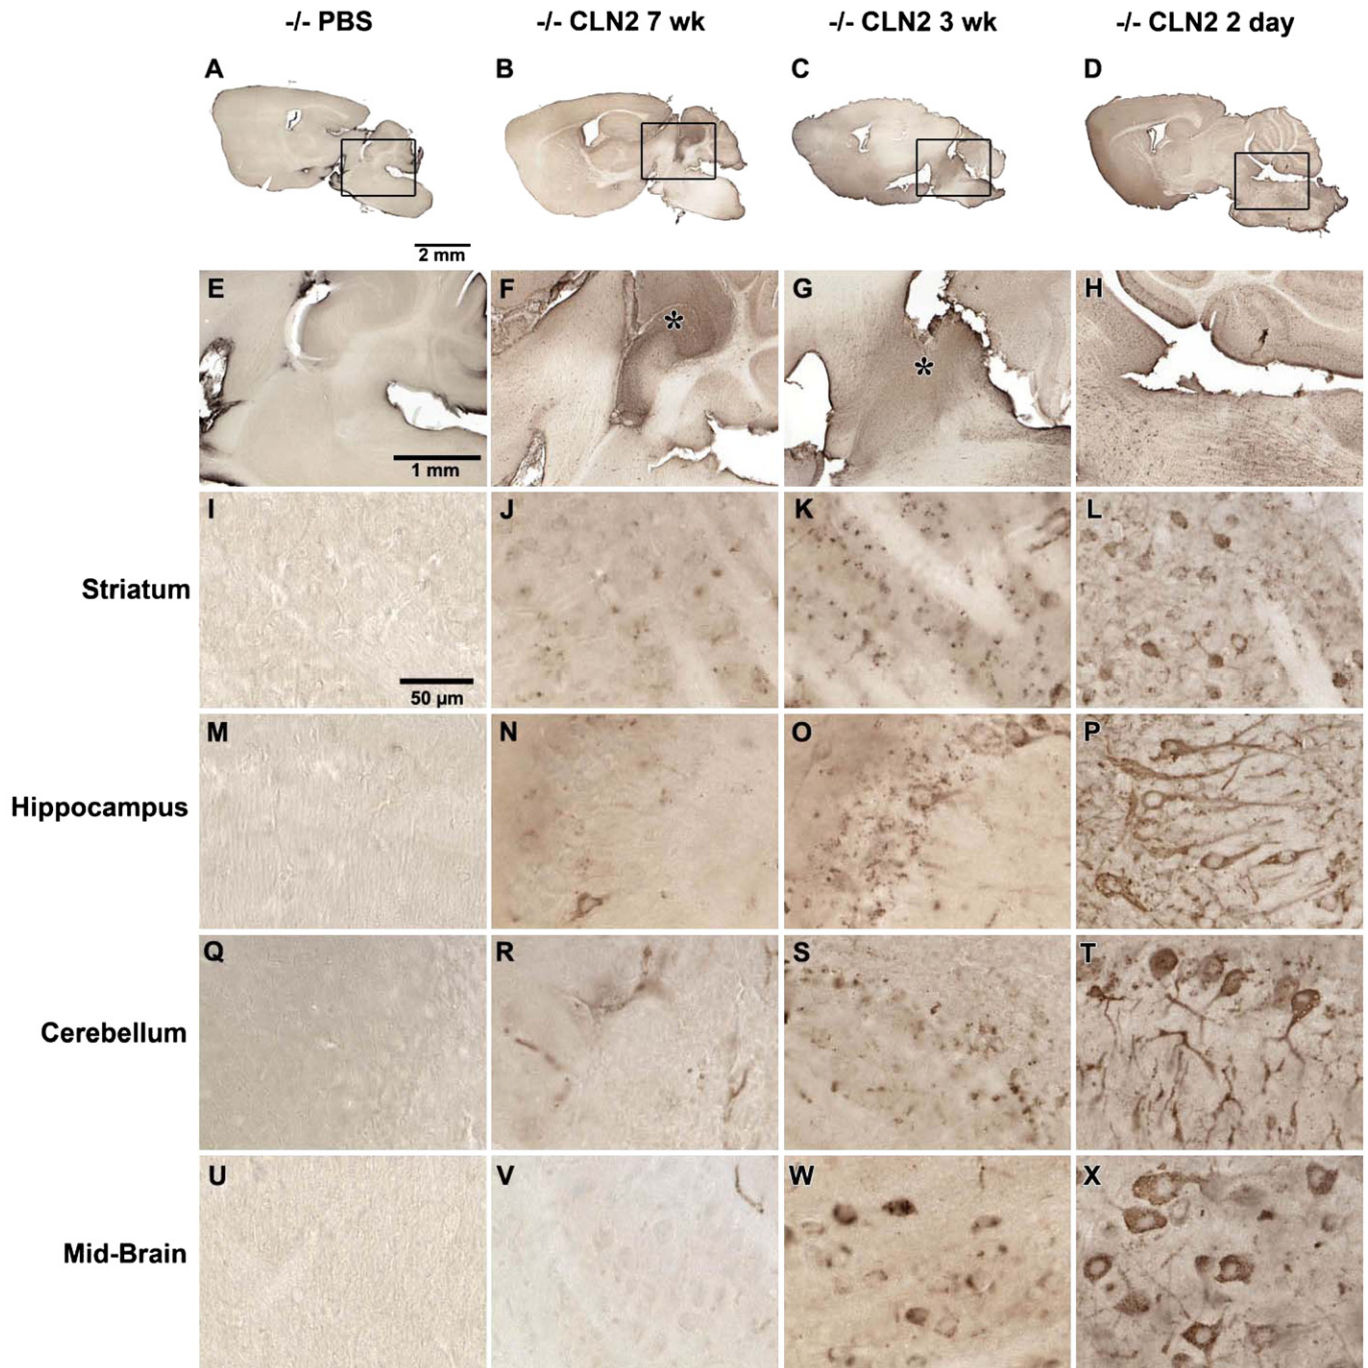 -/- PBS
-/- CLN2 7 wk
-/- CLN2 3 wk
-/- CLN2 2 day
A
B
C
D
2 mm
E
F
G
H
*
*
1 mm
I
J
K
L
Striatum
50 µm
M
N
O
P
Hippocampus
Q
R
S
T
Cerebellum
U
V
W
X
Mid-Brain